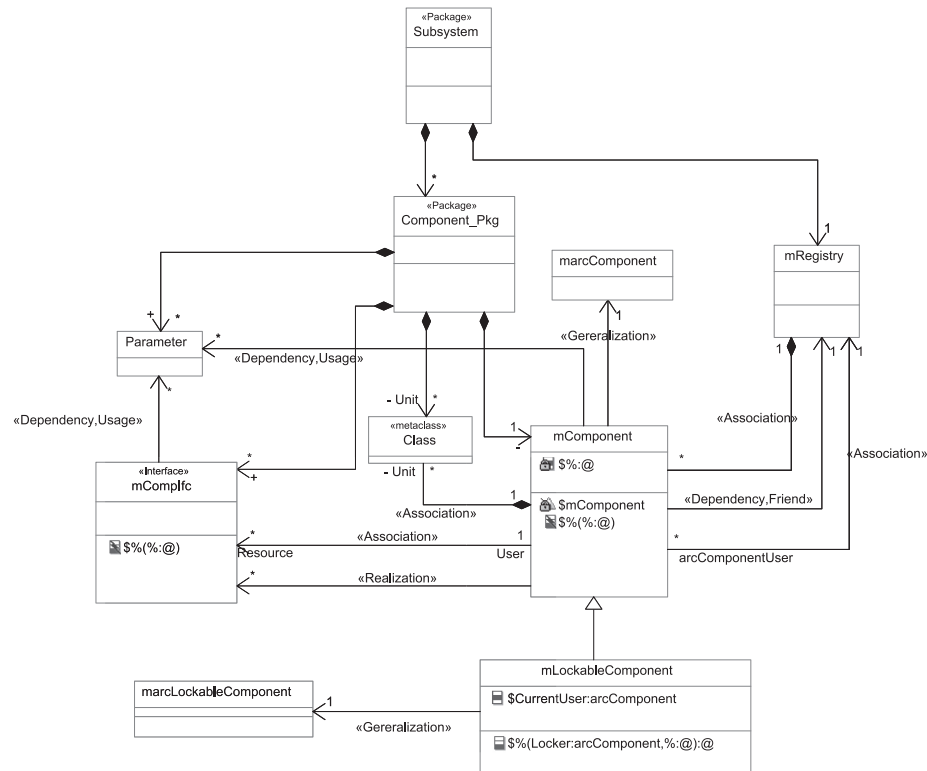 «Package»
Subsystem
*
«Package»
Component_Pkg
1
marcComponent
mRegistry
+ *
1
«Gereralization»
Parameter
*
«Dependency,Usage»
1
1
1
*
- Unit
*
«Dependency,Usage»
«metaclass»
Class
1
-
mComponent
«Association»
«Association»
$%:@
*
«Interface»
mCompIfc
*
+
- Unit
*
1
«Association»
$mComponent
$%(%:@)
«Dependency,Friend»
$%(%:@)
*
Resource
«Association»
1
User
*
arcComponentUser
*
«Realization»
mLockableComponent
marcLockableComponent
1
«Gereralization»
$CurrentUser:arcComponent
$%(Locker:arcComponent,%:@):@